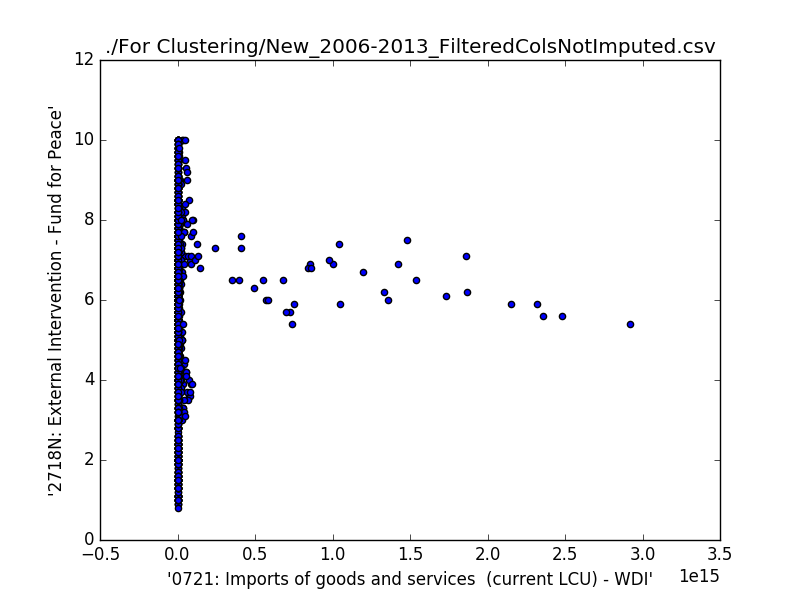 ./For Clustering/New_2006-2013_FilteredColsNotImputed.csv
12
10
8
6
4
2
0
'2718N: External Intervention - Fund for Peace'
−0.5 0.0 0.5 1.0 1.5 2.0 2.5 3.0 3.5
1e15
'0721: Imports of goods and services  (current LCU) - WDI'